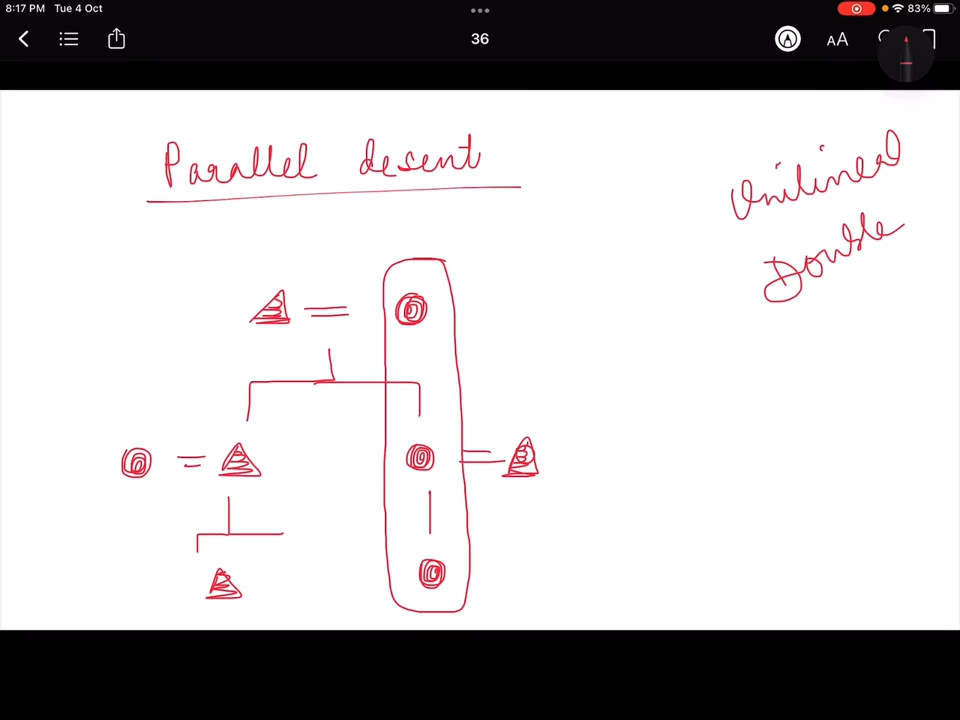 8:17 PM Tue 4 Oct
83%
36
AA
Parallel desent
Unilineal
Double